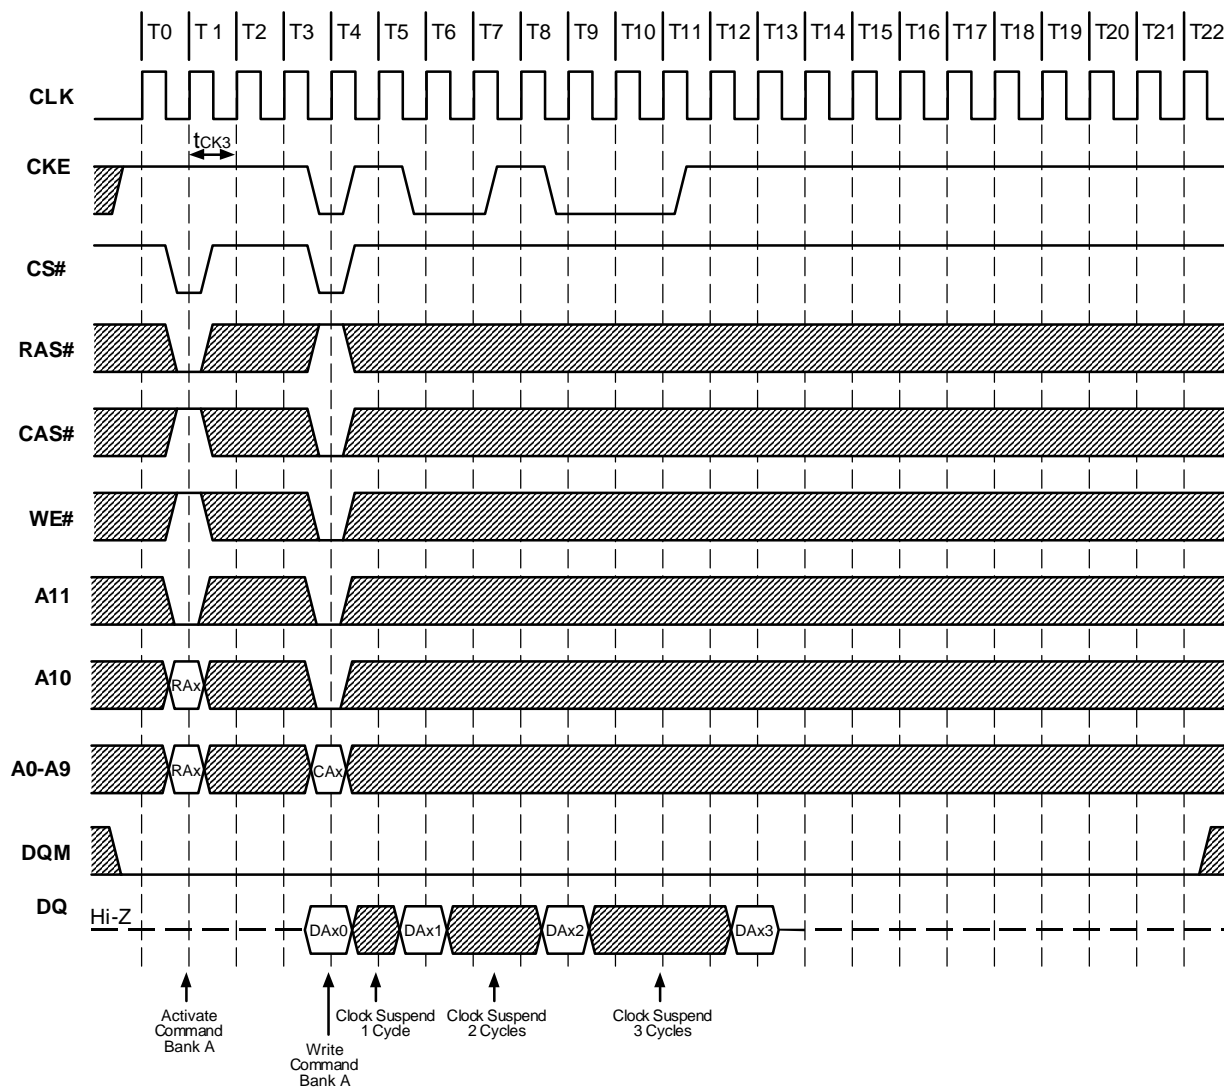 T0 T 1 T2 T3 T4 T5 T6 T7 T8 T9 T10 T11 T12 T13 T14 T15 T16 T17 T18 T19 T20 T21 T22
CLK
tCK3
CKE
CS#
RAS#
CAS#
WE#
A11
A10
RAx
A0-A9
RAx CAx
DQM
DQ
Hi-Z
DAx0 DAx1 DAx2 DAx3
Activate
Command
Bank A
Write
Command
Bank A
Clock Suspend
1 Cycle
Clock Suspend
2 Cycles
Clock Suspend
3 Cycles